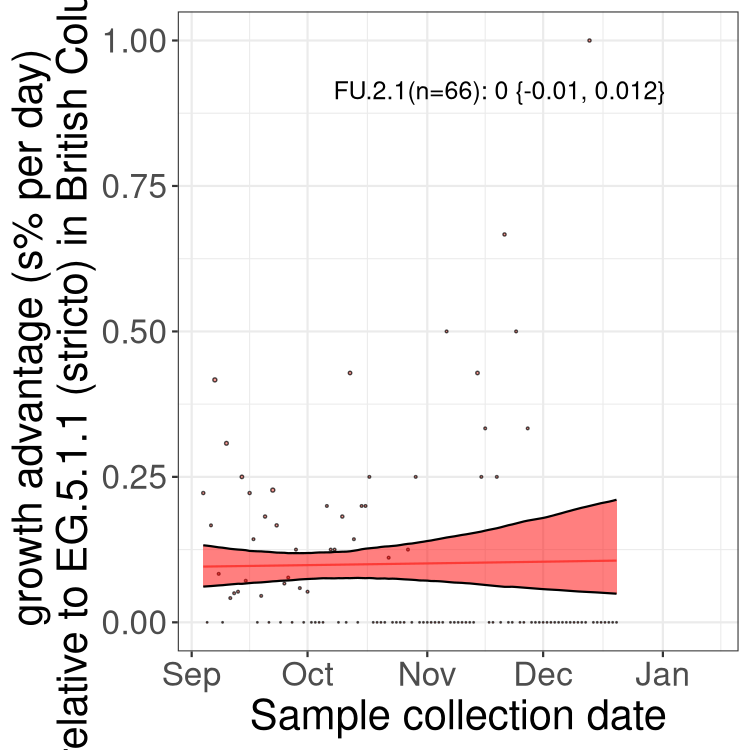 growth advantage (s% per day)
relative to EG.5.1.1 (stricto) in British Colu
1.00
0.75
0.50
0.25
0.00
FU.2.1(n=66): 0 {-0.01, 0.012}
Sep Oct Nov Dec Jan
Sample collection date